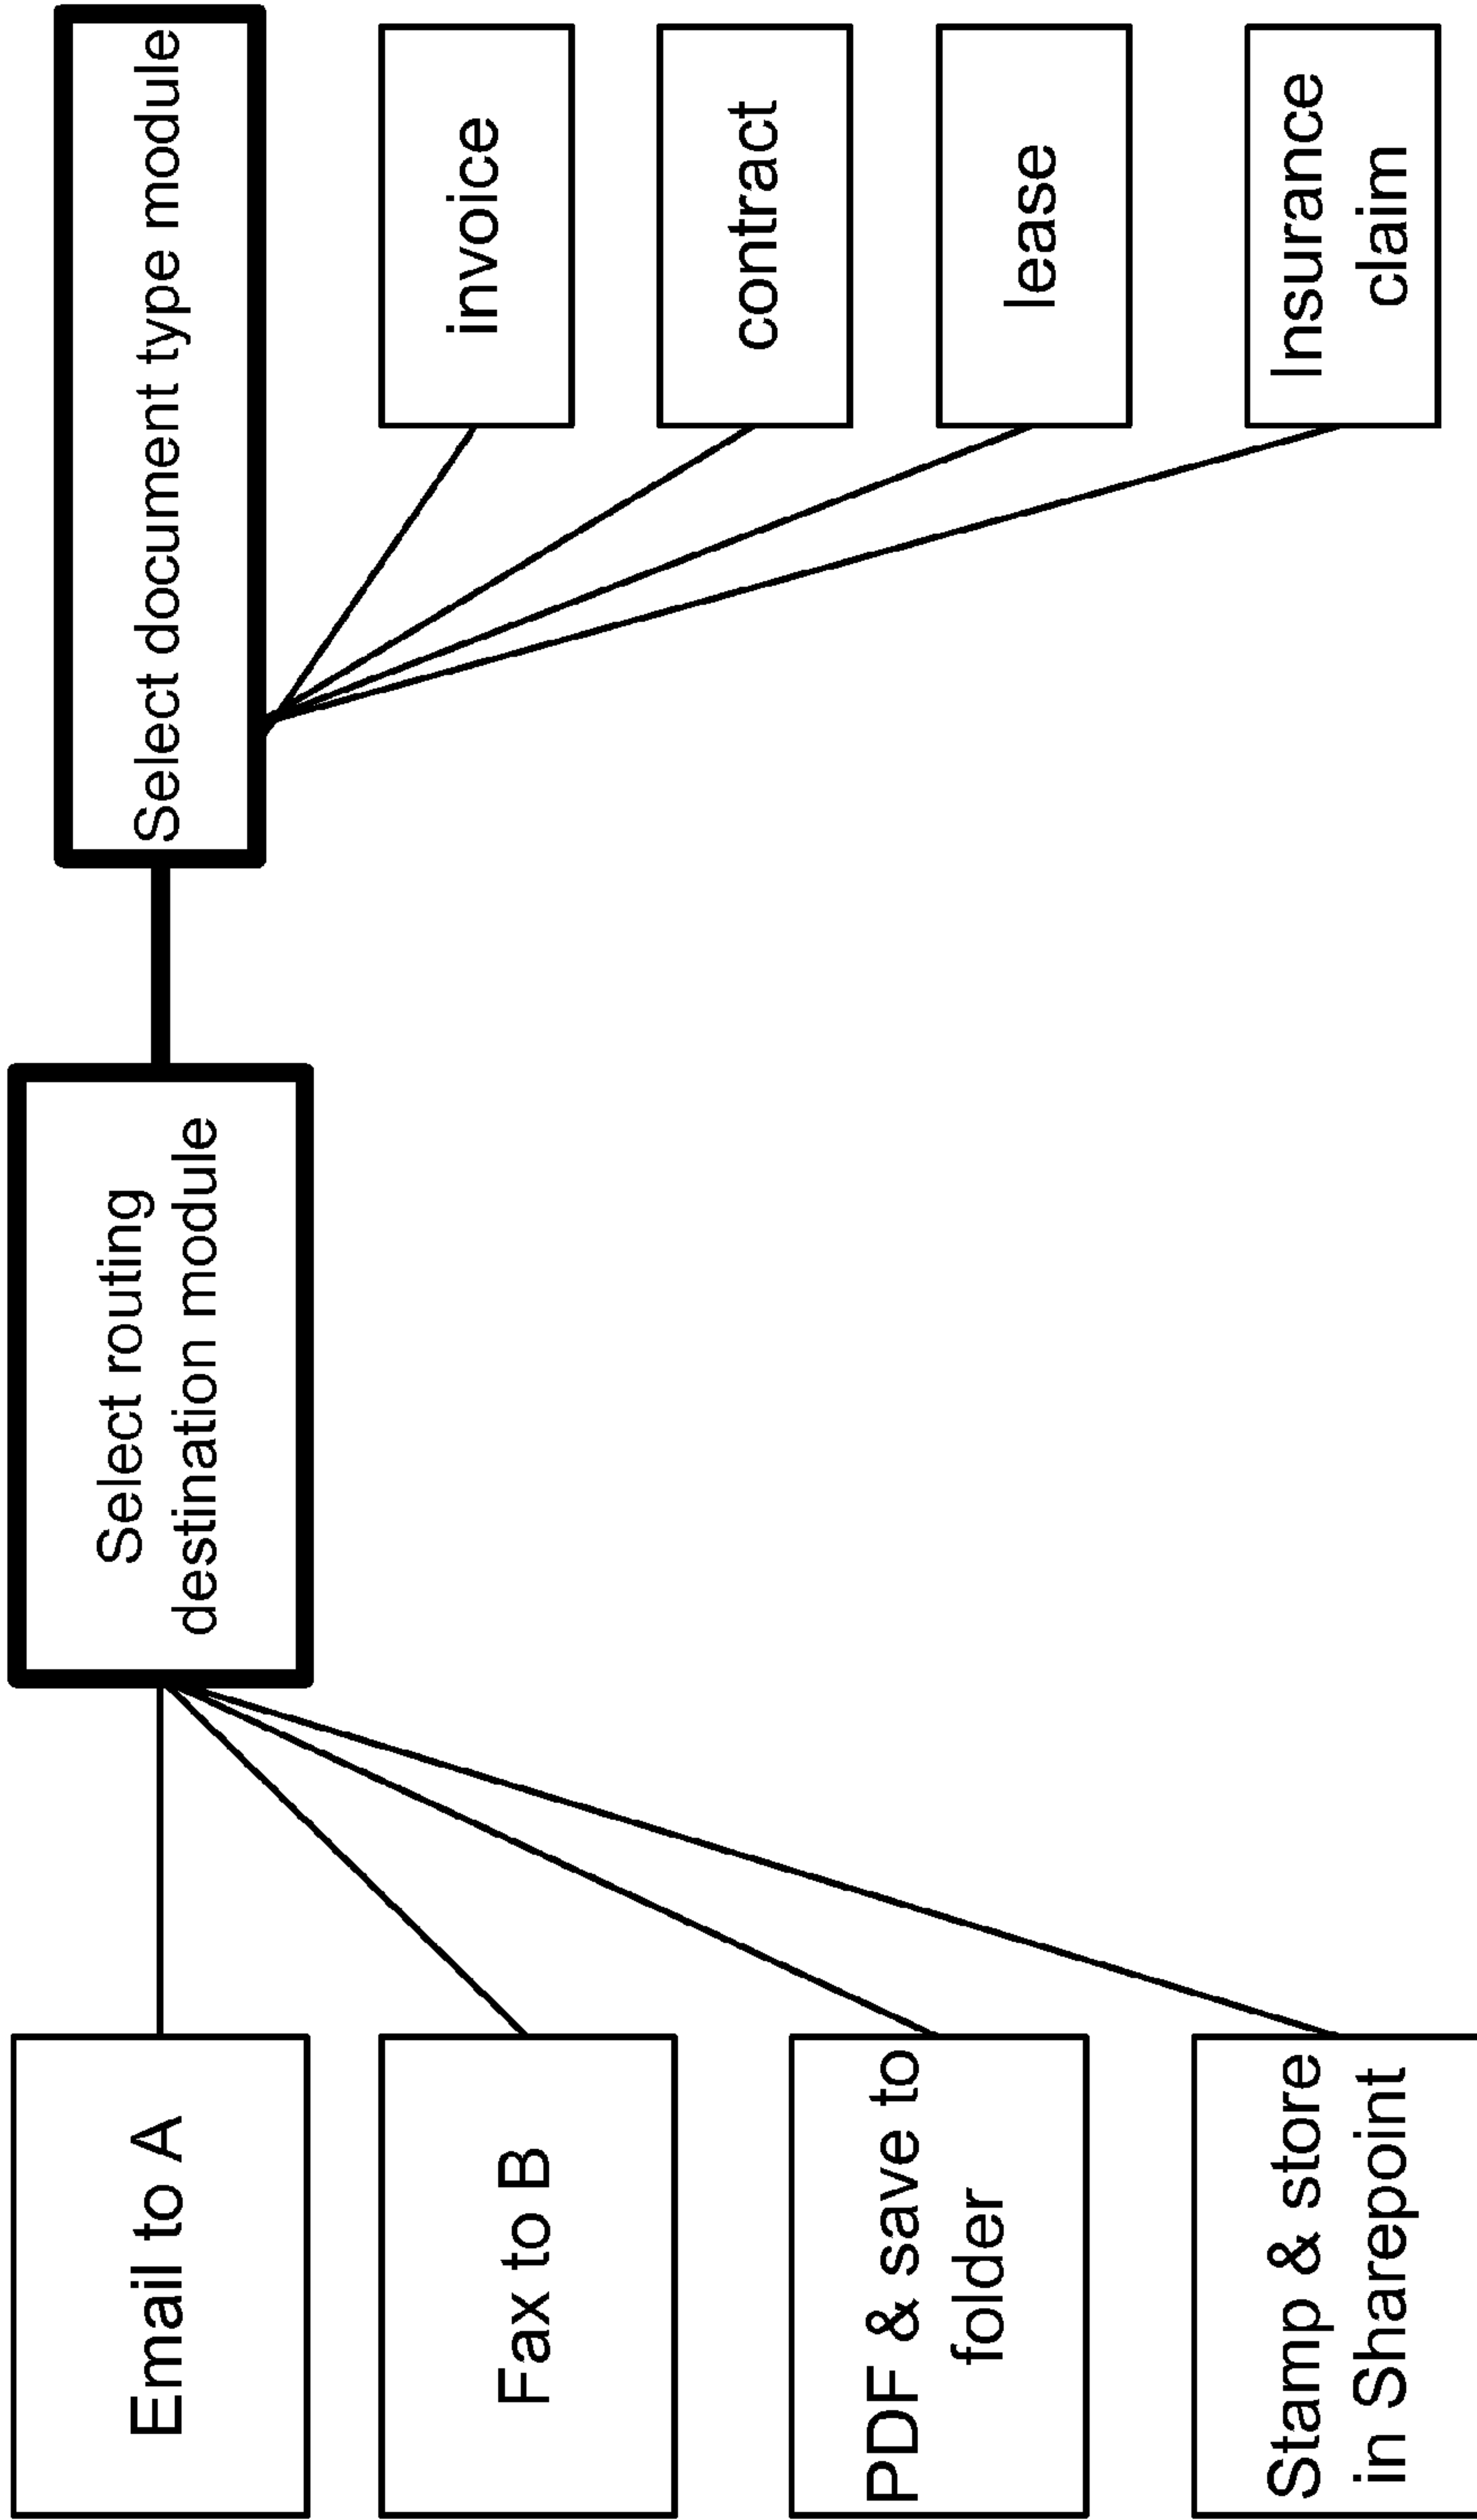 Email to A
Select routing
destination module
Select document type module
Fax to B
invoice
PDF & save to
folder
contract
lease
Stamp & store
in Sharepoint
Insurance
claim